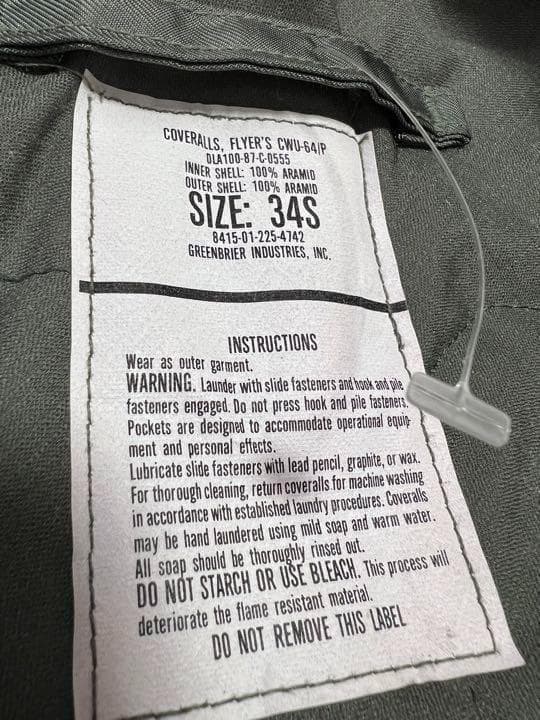 COVERALLS, FLYER'S CWU-64/P
DLA100-87-C-0555
INNER SHELL: 100% ARAMID
OUTER SHELL: 100% ARAMID
SIZE: 34S
8415-01-225-4742
GREENBRIER INDUSTRIES, INC.
INSTRUCTIONS
Wear as outer garment.
WARNING. Launder with slide fasteners and hook and pile
fasteners engaged. Do not press hook and pile fasteners.
Pockets are designed to accommodate operational equip-
ment and personal effects.
Lubricate slide fasteners with lead pencil, graphite, or wax.
For thorough cleaning, return coveralls for machine washing
in accordance with established laundry procedures. Coveralls
may be hand laundered using mild soap and warm water.
All soap should be thoroughly rinsed out.
DO NOT STARCH OR USE BLEACH. This process will
deteriorate the flame resistant material.
DO NOT REMOVE THIS LABEL